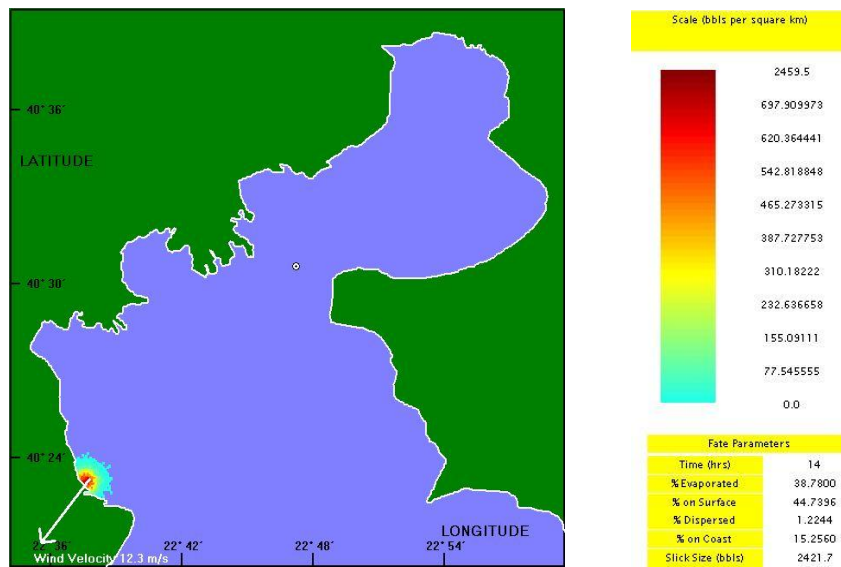 40° 36´
LATITUDE
40° 30´
40° 24´
LONGITUDE
22° 36´
22° 42´
22° 48´
22° 54´
Wind Velocity 12.3 m/s
Scale (bbls per square km)
2459.5
697.909973
620.364441
542.818848
465.273315
387.727753
310.18222
232.636658
155.09111
77.545555
0.0
Fate Parameters
Time (hrs) 14
% Evaporated 38.7800
% on Surface 44.7396
% Dispersed 1.2244
% on Coast 15.2560
Slick Size (bbls) 2421.7